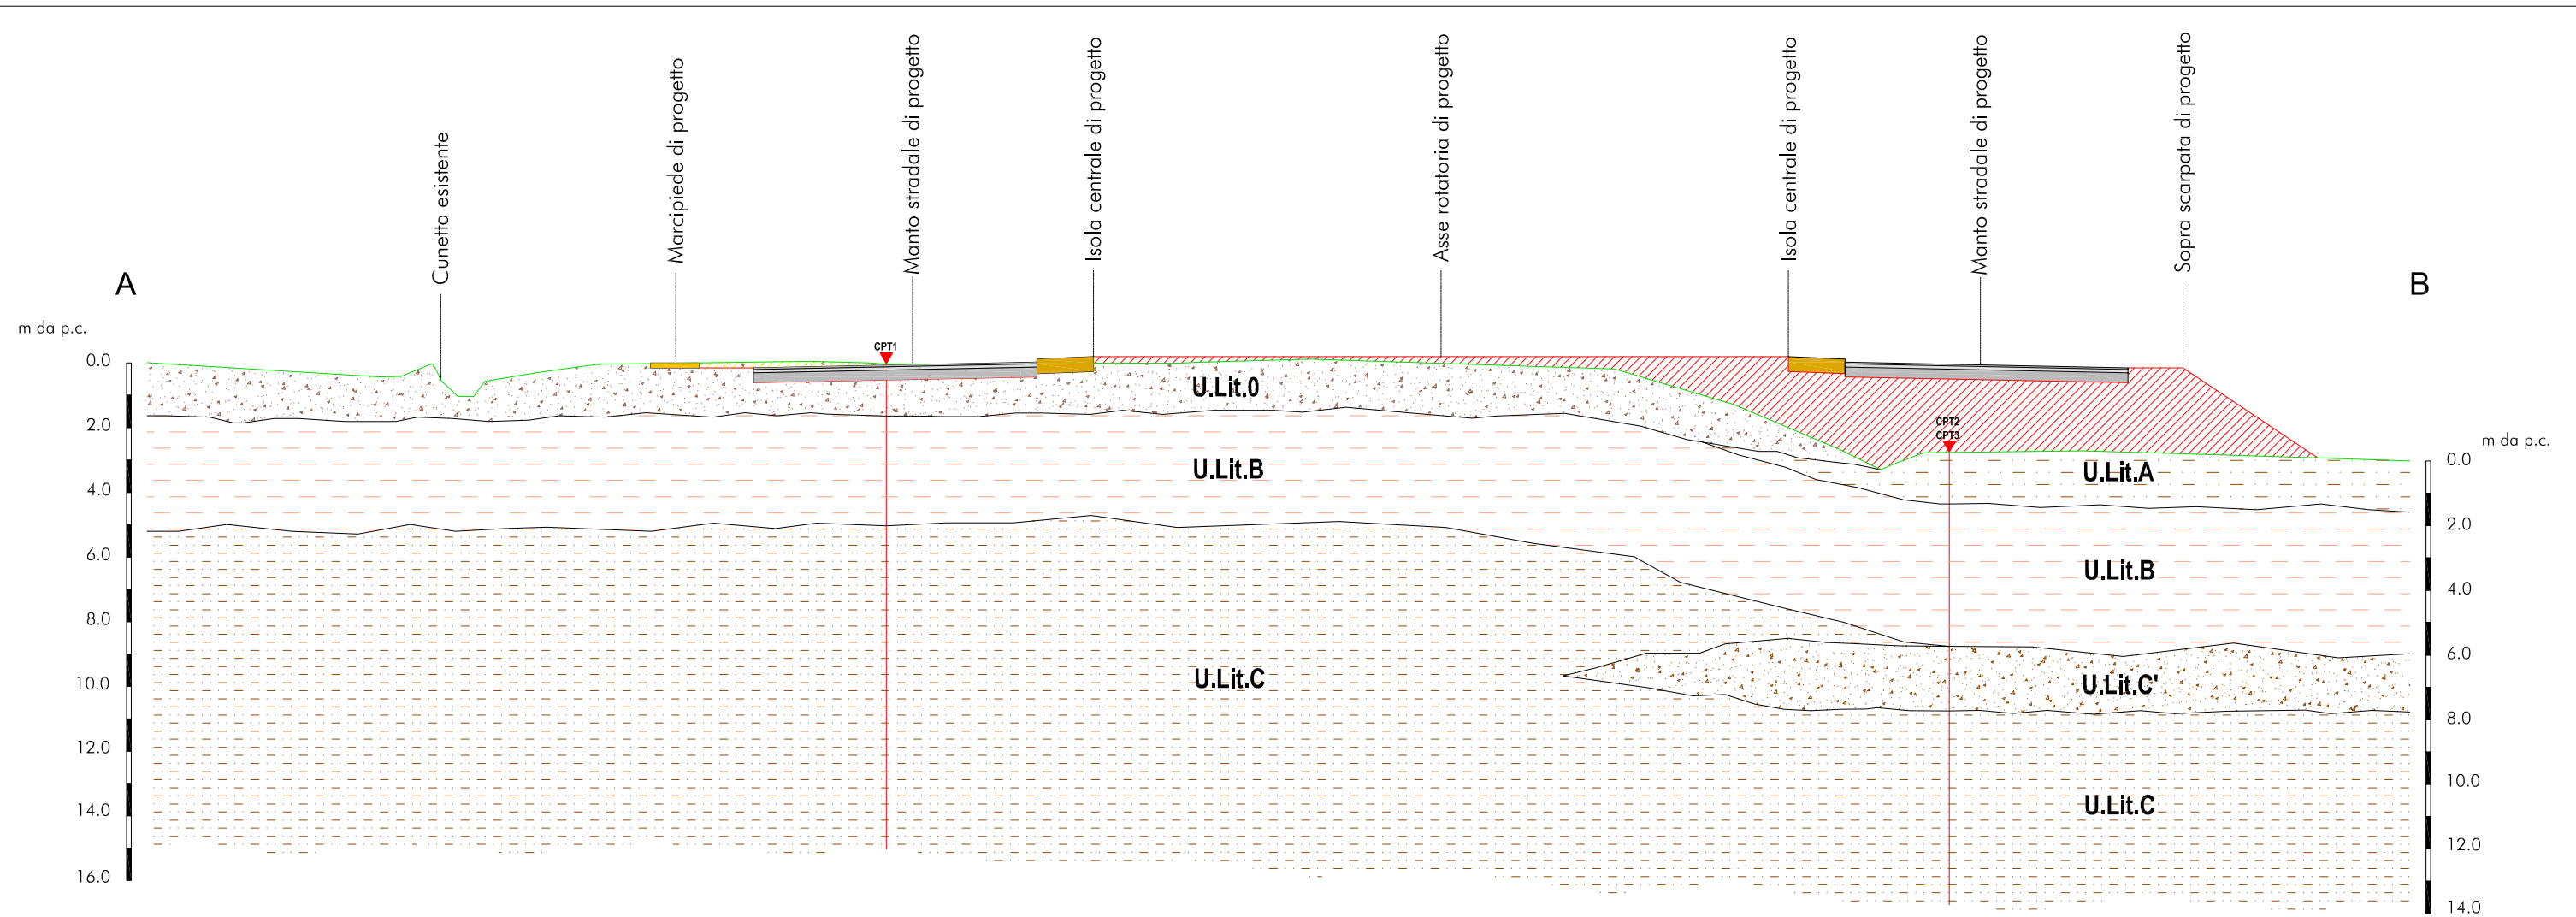 Cunetta esistente
Marcipiede di progetto
Manto stradale di progetto
Isola centrale di progetto
Asse rotatoria di progetto
Isola centrale di progetto
Manto stradale di progetto
Sopra scarpata di progetto
A
B
m da p.c.
0.0
2.0
4.0
6.0
8.0
10.0
12.0
14.0
16.0
CPT1
U.Lit.0
U.Lit.B
U.Lit.C
CPT2
CPT3
U.Lit.A
U.Lit.B
U.Lit.C'
U.Lit.C
m da p.c.
0.0
2.0
4.0
6.0
8.0
10.0
12.0
14.0